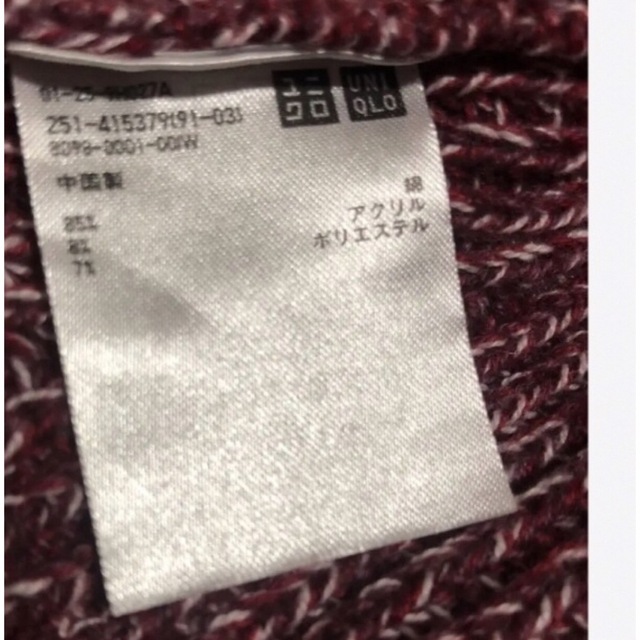 ユニ
クロ
UNI
QLO
251-415379(91-03)
中国製
85%
綿
8%
アクリル
7%
ポリエステル